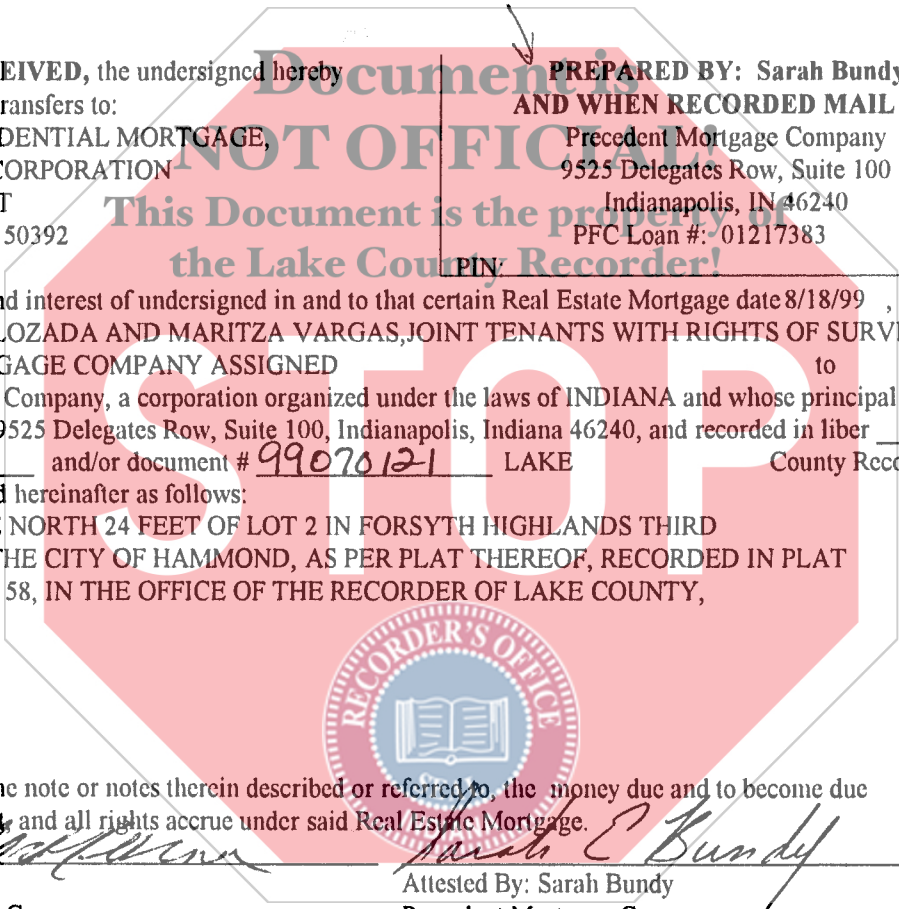 EIVED, the undersigned hereby
ransfers to:
DENTIAL MORTGAGE,
CORPORATION
T
50392
PREPARED BY: Sarah Bundy
AND WHEN RECORDED MAIL
Precedent Mortgage Company
9525 Delegates Row, Suite 100
Indianapolis, IN 46240
PFC Loan #: 01217383
PIN:
Document is
NOT OFFICIAL!
This Document is the property of
the Lake County Recorder!
nd interest of undersigned in and to that certain Real Estate Mortgage date 8/18/99 ,
LOZADA AND MARITZA VARGAS,JOINT TENANTS WITH RIGHTS OF SURVI
GAGE COMPANY ASSIGNED to
Company, a corporation organized under the laws of INDIANA and whose principal
9525 Delegates Row, Suite 100, Indianapolis, Indiana 46240, and recorded in liber
and/or document # 99070121 LAKE County Reco
d hereinafter as follows:
E NORTH 24 FEET OF LOT 2 IN FORSYTH HIGHLANDS THIRD
THE CITY OF HAMMOND, AS PER PLAT THEREOF, RECORDED IN PLAT
58, IN THE OFFICE OF THE RECORDER OF LAKE COUNTY,
STOP
RECORDER'S OFFICE
SEAL
INDIANA
ne note or notes therein described or referred to, the money due and to become due
t, and all rights accrue under said Real Estate Mortgage.
Sarah E Bundy
Attested By: Sarah Bundy